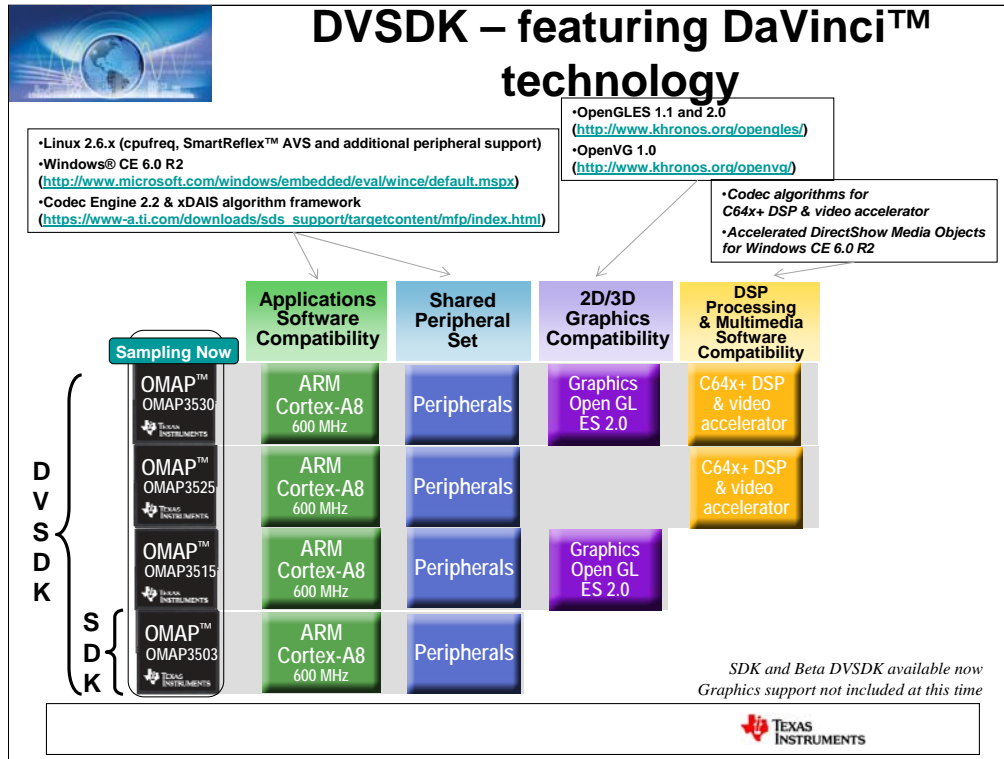 DVSDK – featuring DaVinci™
technology
•Linux 2.6.x (cpufreq, SmartReflex™ AVS and additional peripheral support)
•Windows® CE 6.0 R2
(http://www.microsoft.com/windows/embedded/eval/wince/default.mspx)
•Codec Engine 2.2 & xDAIS algorithm framework
(https://www-a.ti.com/downloads/sds_support/targetcontent/mfp/index.html)
•OpenGLES 1.1 and 2.0
(http://www.khronos.org/opengles/)
•OpenVG 1.0
(http://www.khronos.org/openvg/)
•Codec algorithms for
C64x+ DSP & video accelerator
•Accelerated DirectShow Media Objects
for Windows CE 6.0 R2
Applications
Software
Compatibility
Shared
Peripheral
Set
2D/3D
Graphics
Compatibility
DSP
Processing
& Multimedia
Software
Compatibility
Sampling Now
D
V
S
D
K
OMAP™
OMAP3530
TEXAS
INSTRUMENTS
ARM
Cortex-A8
600 MHz
Peripherals
Graphics
Open GL
ES 2.0
C64x+ DSP
& video
accelerator
OMAP™
OMAP3525
TEXAS
INSTRUMENTS
ARM
Cortex-A8
600 MHz
Peripherals
C64x+ DSP
& video
accelerator
OMAP™
OMAP3515
TEXAS
INSTRUMENTS
ARM
Cortex-A8
600 MHz
Peripherals
Graphics
Open GL
ES 2.0
S
D
K
OMAP™
OMAP3503
TEXAS
INSTRUMENTS
ARM
Cortex-A8
600 MHz
Peripherals
SDK and Beta DVSDK available now
Graphics support not included at this time
TEXAS
INSTRUMENTS